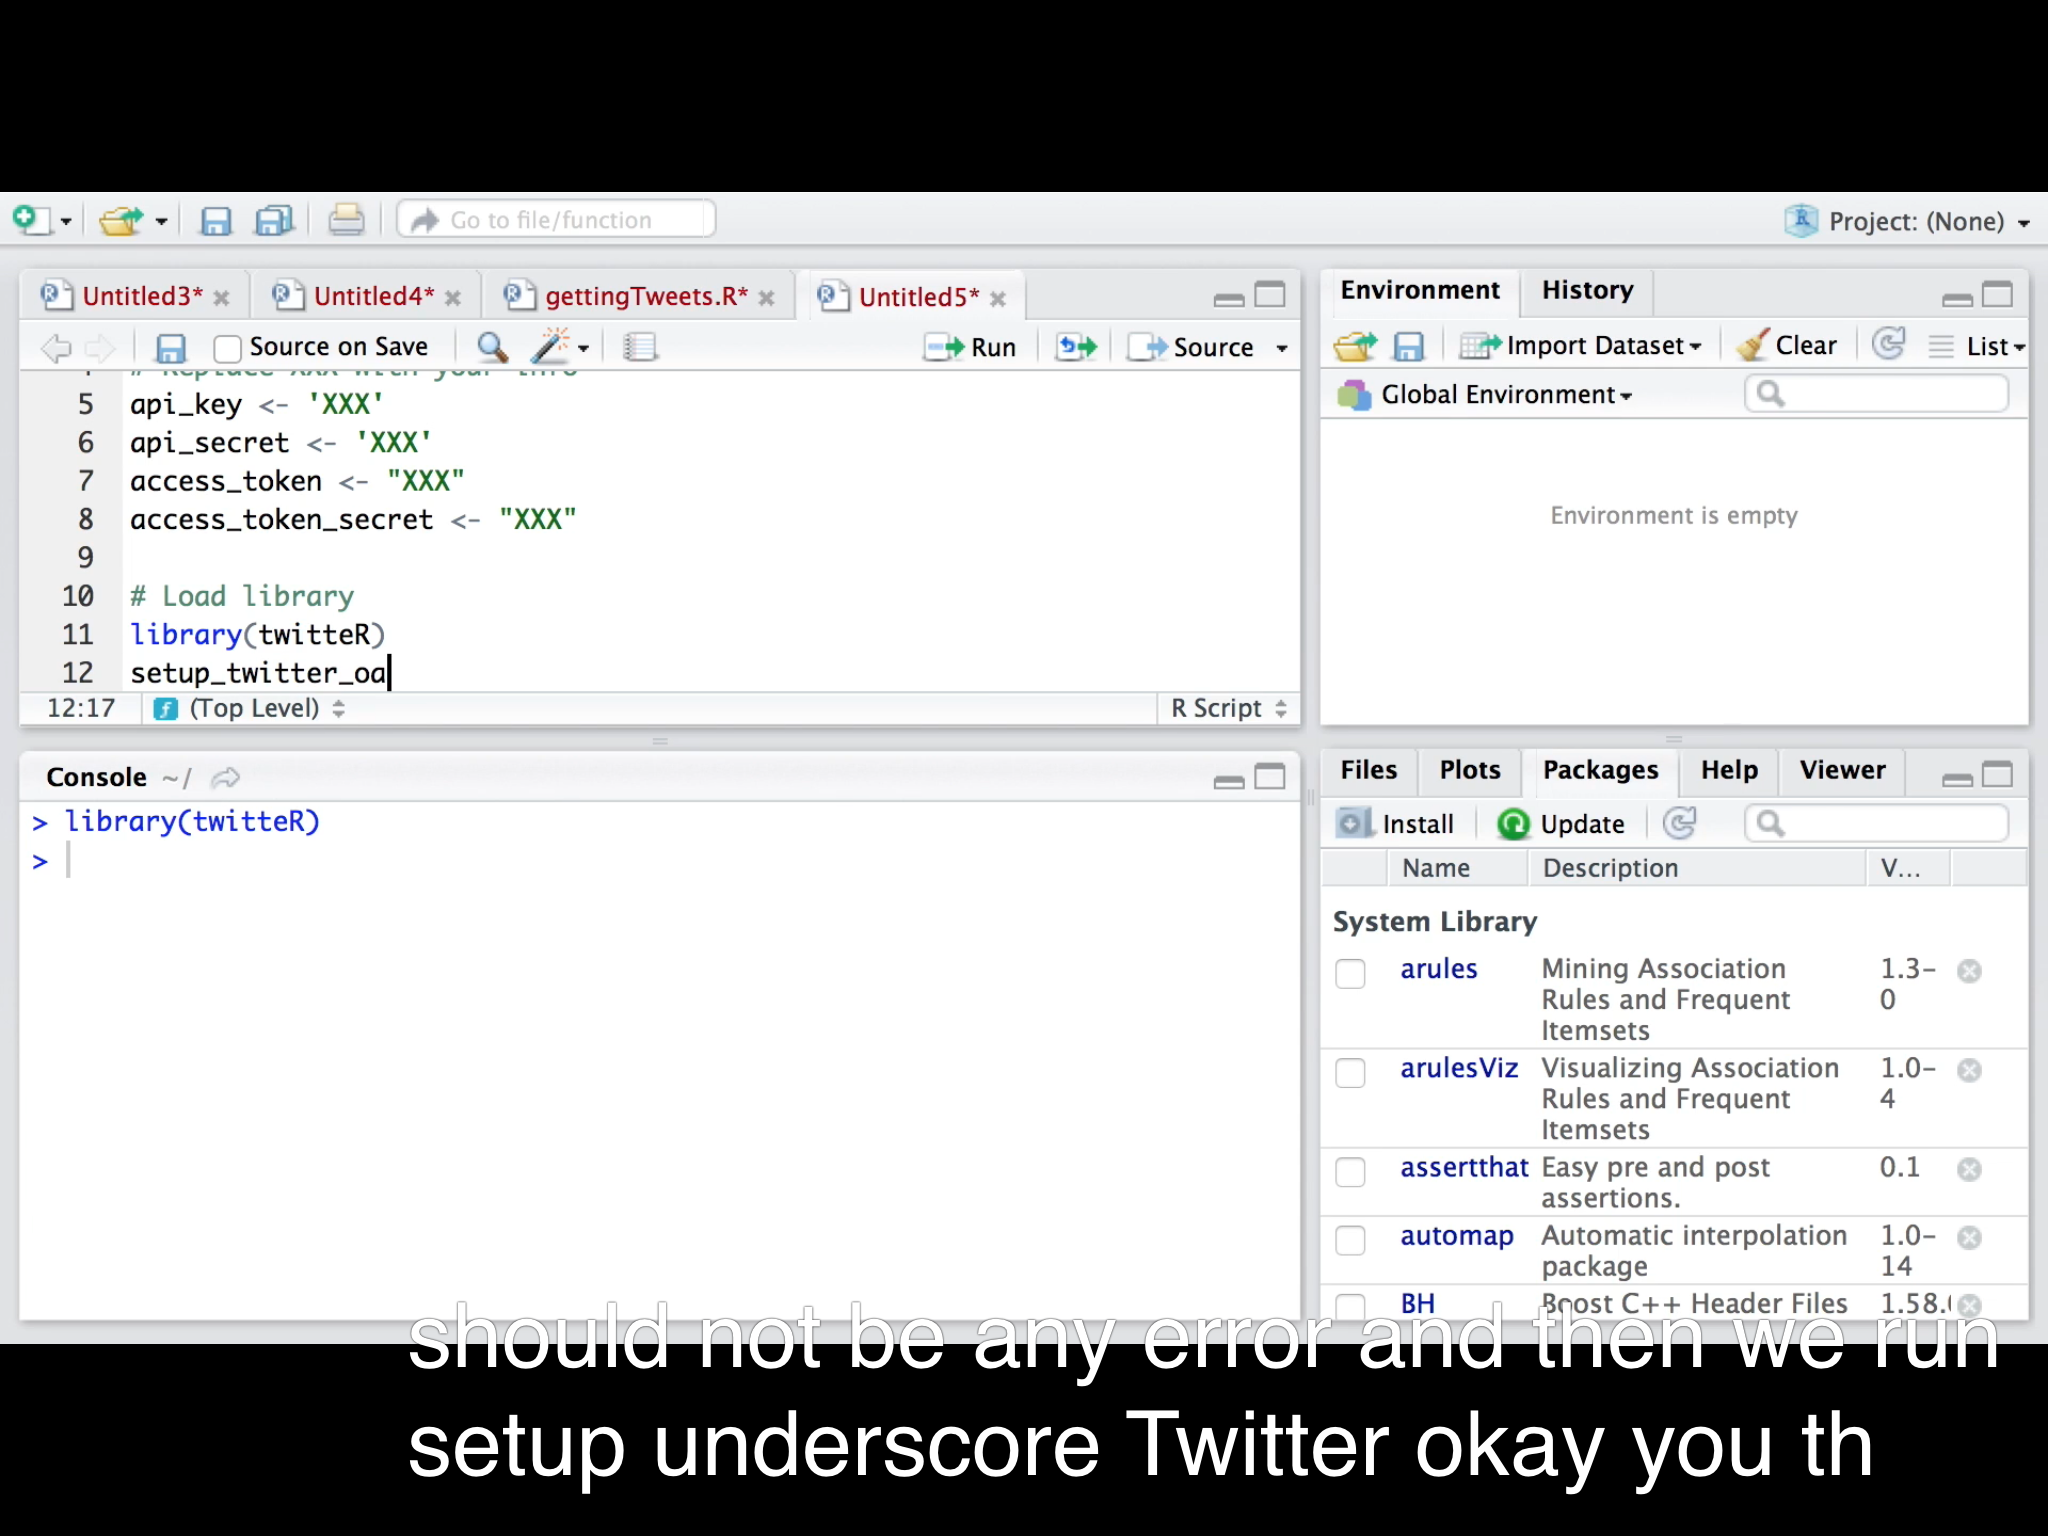 Go to file/function
Project: (None)
Untitled3*
Untitled4*
gettingTweets.R*
Untitled5*
Source on Save
Run
Source
# Replace XXX with your info
5 api_key <- 'XXX'
6 api_secret <- 'XXX'
7 access_token <- "XXX"
8 access_token_secret <- "XXX"
9
10 # Load library
11 library(twitteR)
12 setup_twitter_oa
12:17 (Top Level) R Script
Console ~/
> library(twitteR)
>
Environment History
Import Dataset Clear List
Global Environment
Environment is empty
Files Plots Packages Help Viewer
Install Update
Name Description V...
System Library
arules Mining Association 1.3-
Rules and Frequent 0
Itemsets
arulesViz Visualizing Association 1.0-
Rules and Frequent 4
Itemsets
assertthat Easy pre and post 0.1
assertions.
automap Automatic interpolation 1.0-
package 14
BH Boost C++ Header Files 1.58.
should not be any error and then we run
setup underscore Twitter okay you th